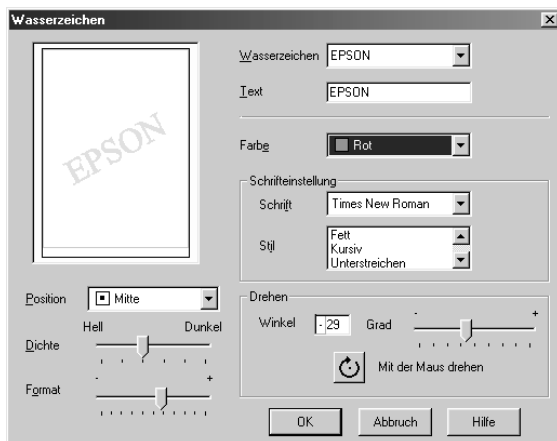 Wasserzeichen
EPSON
Wasserzeichen EPSON
Text EPSON
Farbe Rot
Schrifteinstellung
Schrift Times New Roman
Stil Fett
Kursiv
Unterstreichen
Position Mitte
Hell Dunkel
Dichte
Format - +
Drehen
Winkel -29 Grad - +
Mit der Maus drehen
OK Abbruch Hilfe